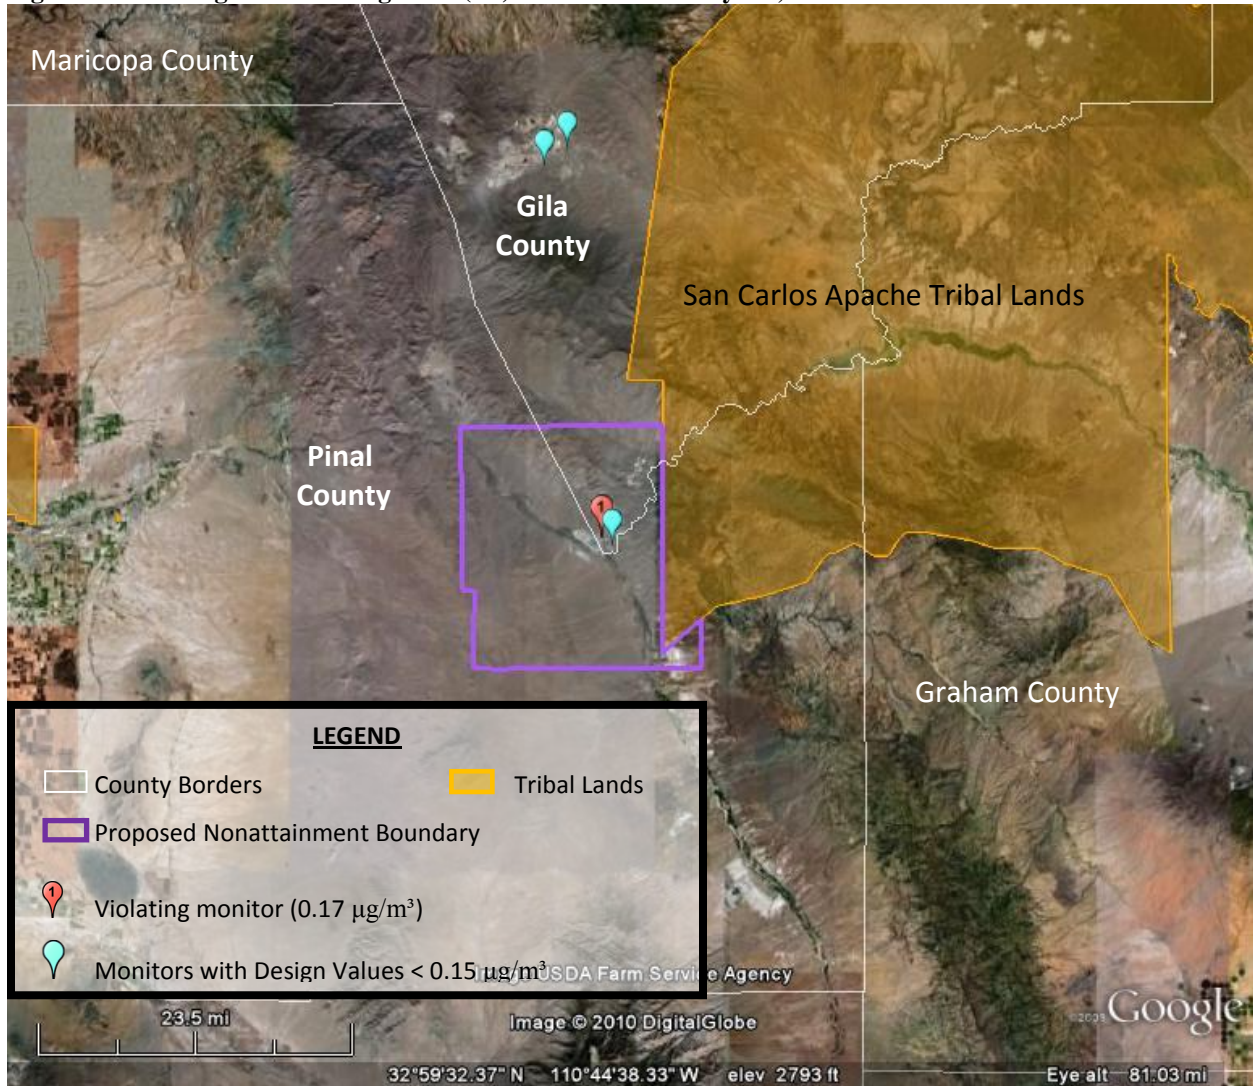 Maricopa County
Gila
County
San Carlos Apache Tribal Lands
Pinal
County
1
Graham County
LEGEND
County Borders
Tribal Lands
Proposed Nonattainment Boundary
1
Violating monitor (0.17 µg/m³)
Monitors with Design Values < 0.15 µg/m³
USDA Farm Service Agency
23.5 mi
Image © 2010 DigitalGlobe
Google
32°59'32.37" N 110°44'38.33" W elev 2793 ft
Eye alt 81.03 mi